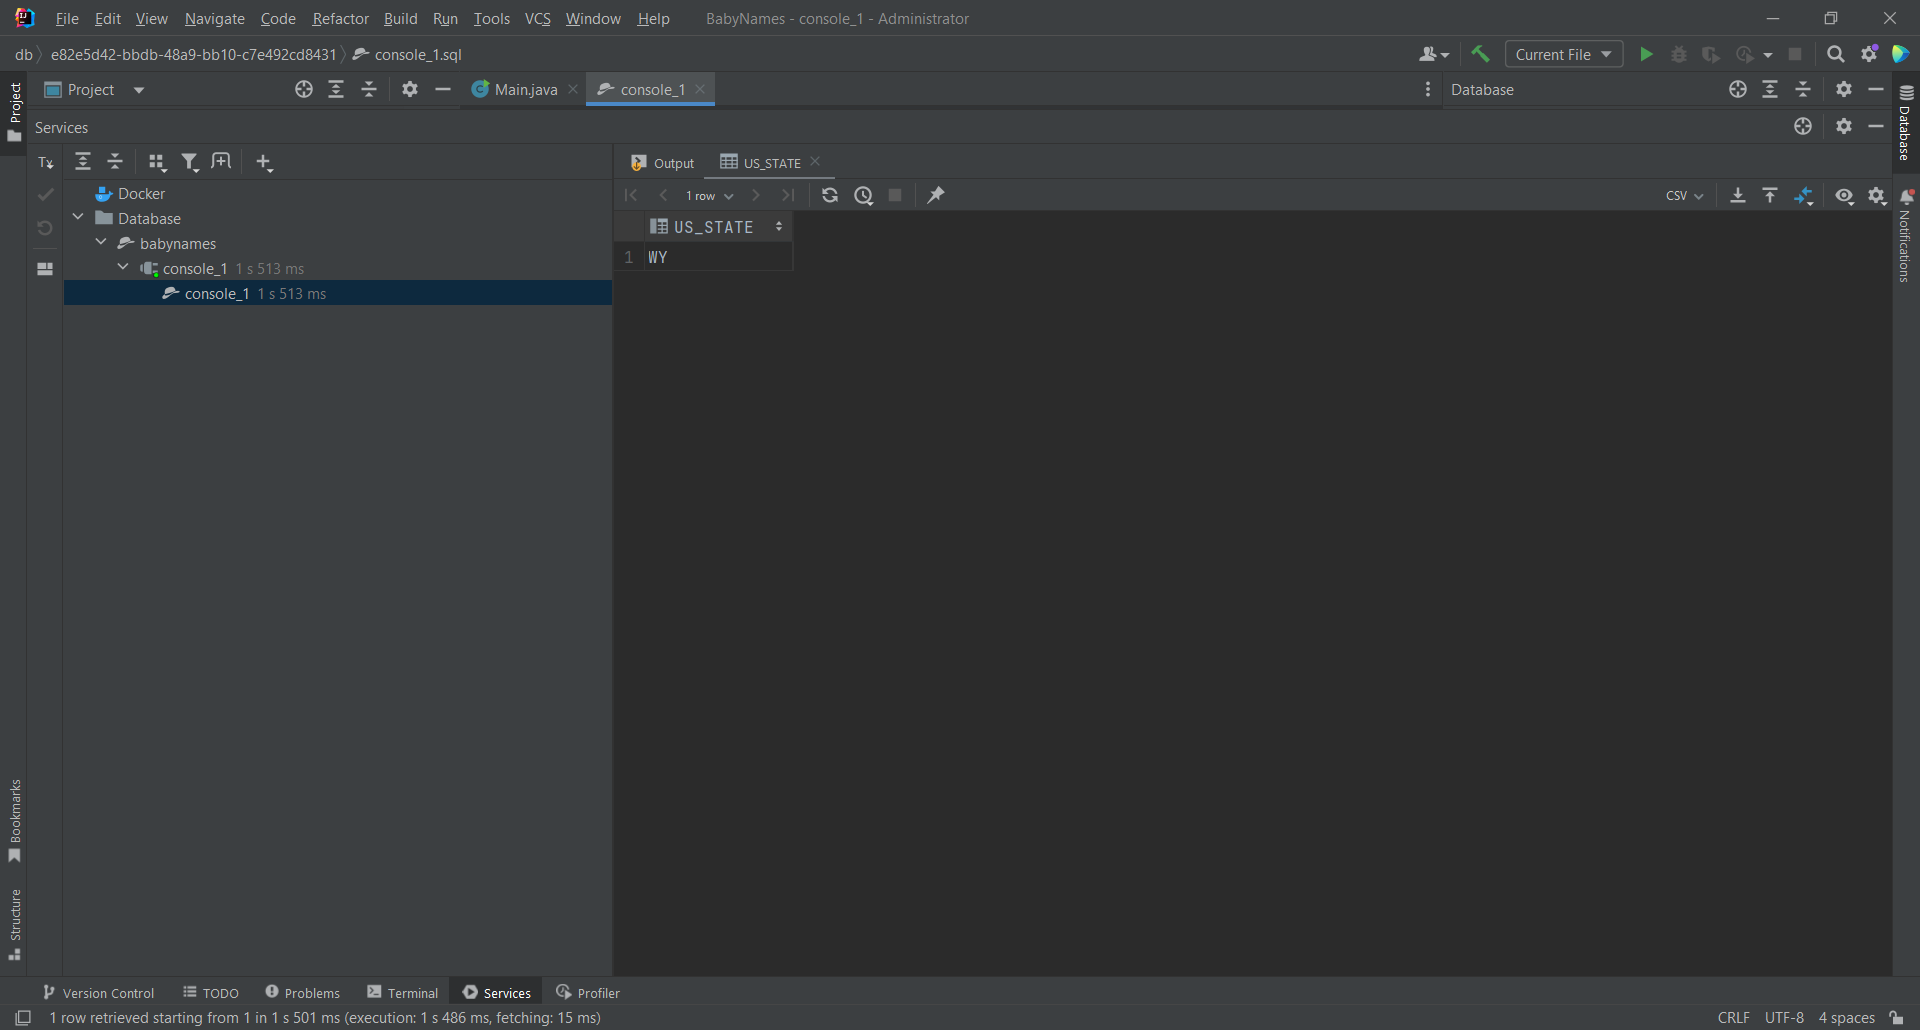 File Edit View Navigate Code Refactor Build Run Tools VCS Window Help BabyNames - console_1 - Administrator
db e82e5d42-bbdb-48a9-bb10-c7e492cd8431 console_1.sql Current File
Project Main.java console_1 Database
Services
Tx
Output US_STATE
Docker
1 row CSV
Database
US_STATE
babynames
1 WY
console_1 1 s 513 ms
console_1 1 s 513 ms
Project
Bookmarks
Structure
Database
Notifications
Version Control TODO Problems Terminal Services Profiler
1 row retrieved starting from 1 in 1 s 501 ms (execution: 1 s 486 ms, fetching: 15 ms) CRLF UTF-8 4 spaces